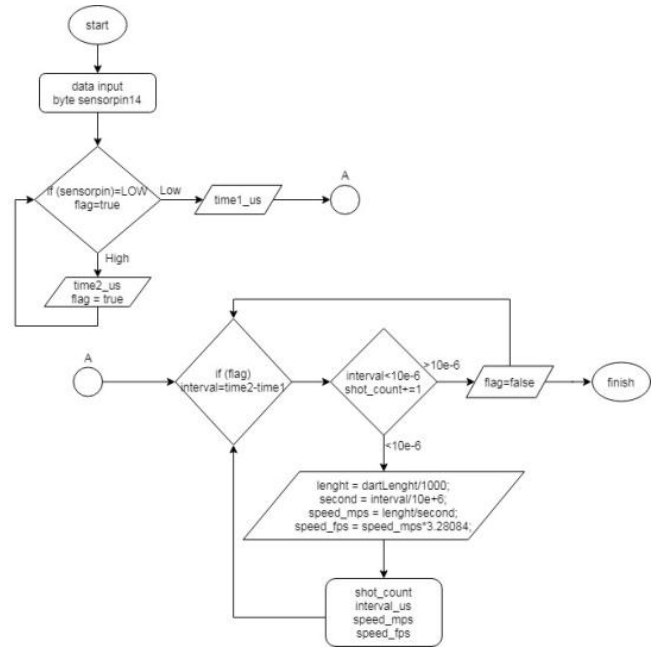 start
data input
byte sensorpin14
if (sensorpin)=LOW
flag=true
Low
time1_us
A
High
time2_us
flag = true
A
if (flag)
interval=time2-time1
interval<10e-6
shot_count+=1
>10e-6
flag=false
finish
<10e-6
lenght = dartLenght/1000;
second = interval/10e+6;
speed_mps = lenght/second;
speed_fps = speed_mps*3.28084;
shot_count
interval_us
speed_mps
speed_fps